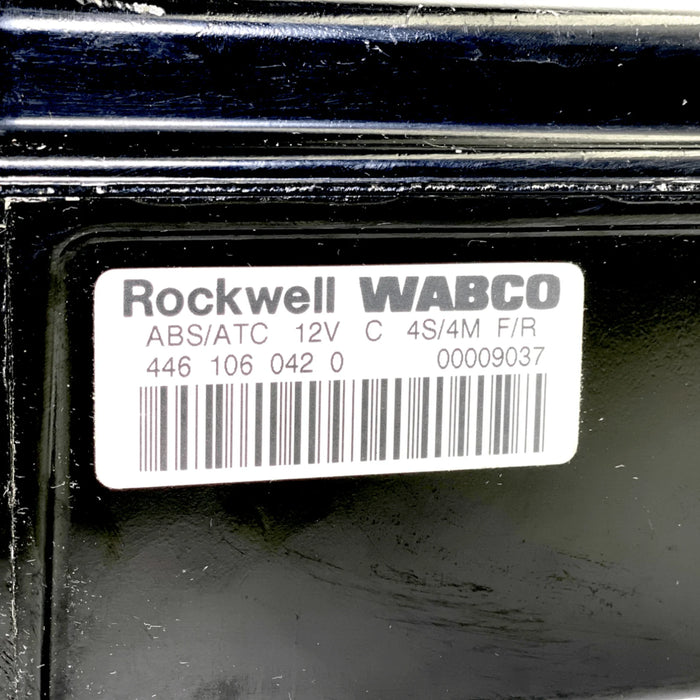 Rockwell WABCO
ABS/ATC 12V C 4S/4M F/R
446 106 042 0 00009037